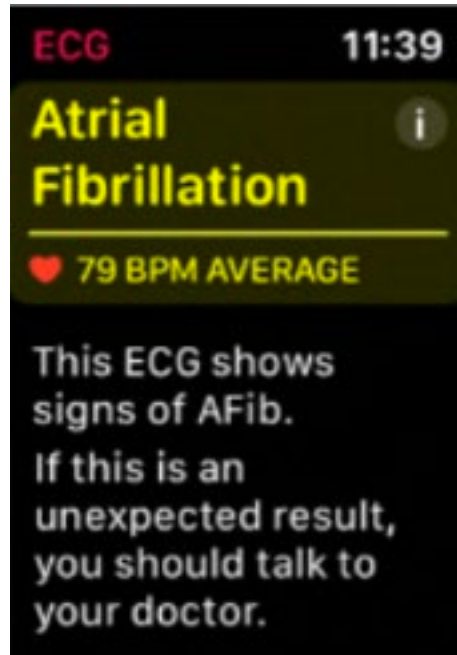 ECG 11:39
Atrial
Fibrillation
79 BPM AVERAGE
This ECG shows
signs of AFib.
If this is an
unexpected result,
you should talk to
your doctor.